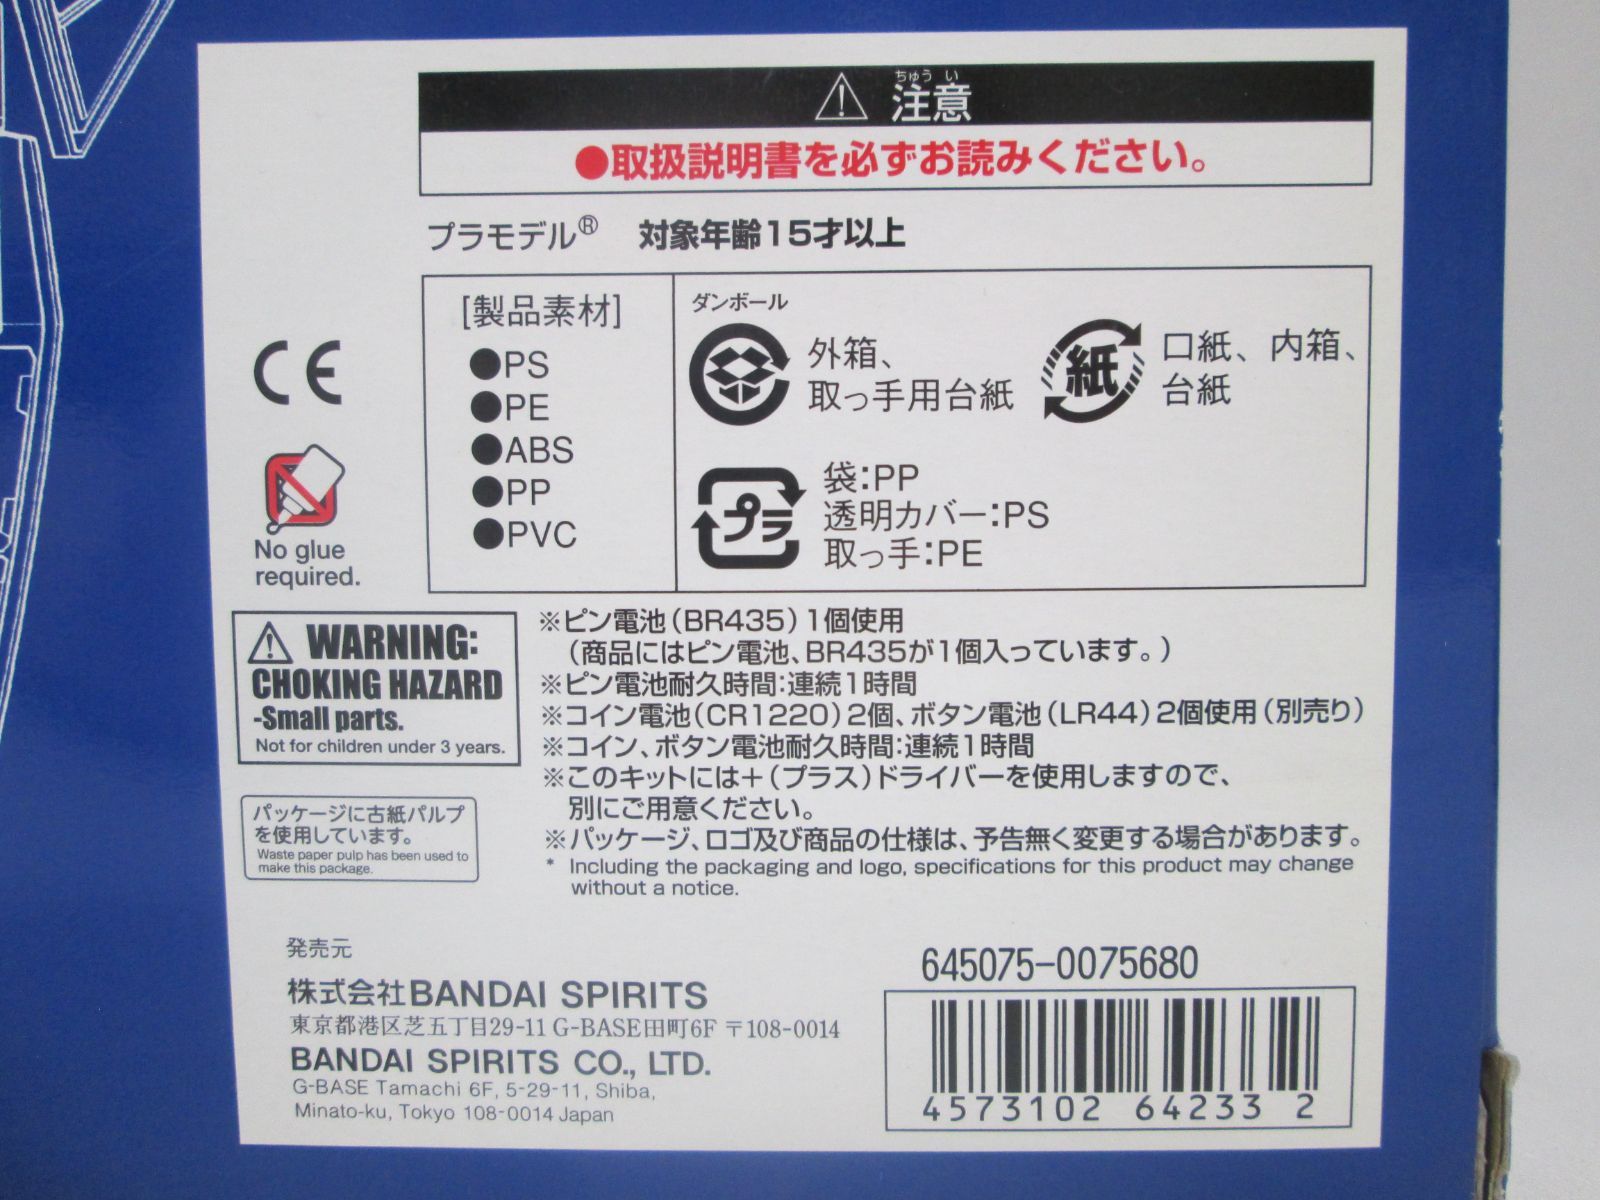 ちゅう い
注意
●取扱説明書を必ずお読みください。
プラモデル® 対象年齢15才以上
[製品素材]
●PS
●PE
●ABS
●PP
●PVC
ダンボール
外箱、
取っ手用台紙
紙
口紙、内箱、
台紙
プラ
袋:PP
透明カバー:PS
取っ手:PE
CE
No glue
required.
WARNING:
CHOKING HAZARD
-Small parts.
Not for children under 3 years.
パッケージに古紙パルプ
を使用しています。
Waste paper pulp has been used to
make this package.
※ピン電池(BR435)1個使用
(商品にはピン電池、BR435が1個入っています。)
※ピン電池耐久時間:連続1時間
※コイン電池(CR1220)2個、ボタン電池(LR44)2個使用(別売り)
※コイン、ボタン電池耐久時間:連続1時間
※このキットには+(プラス)ドライバーを使用しますので、
別にご用意ください。
※パッケージ、ロゴ及び商品の仕様は、予告無く変更する場合があります。
* Including the packaging and logo, specifications for this product may change
without a notice.
発売元
株式会社BANDAI SPIRITS
東京都港区芝五丁目29-11 G-BASE田町6F 〒108-0014
BANDAI SPIRITS CO., LTD.
G-BASE Tamachi 6F, 5-29-11, Shiba,
Minato-ku, Tokyo 108-0014 Japan
645075-0075680
4573102 64233 2